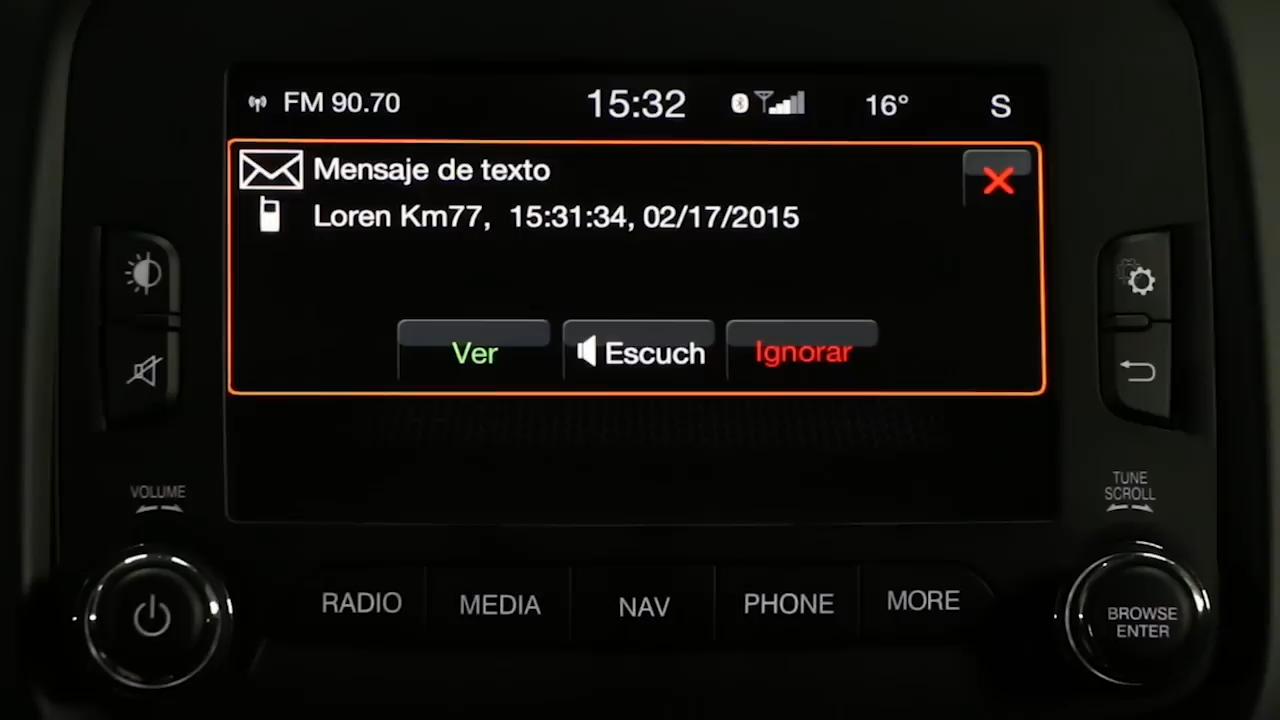 FM 90.70 15:32 16° S
Mensaje de texto
Loren Km77, 15:31:34, 02/17/2015
Ver Escuch Ignorar
VOLUME
TUNE
SCROLL
RADIO MEDIA NAV PHONE MORE
BROWSE
ENTER